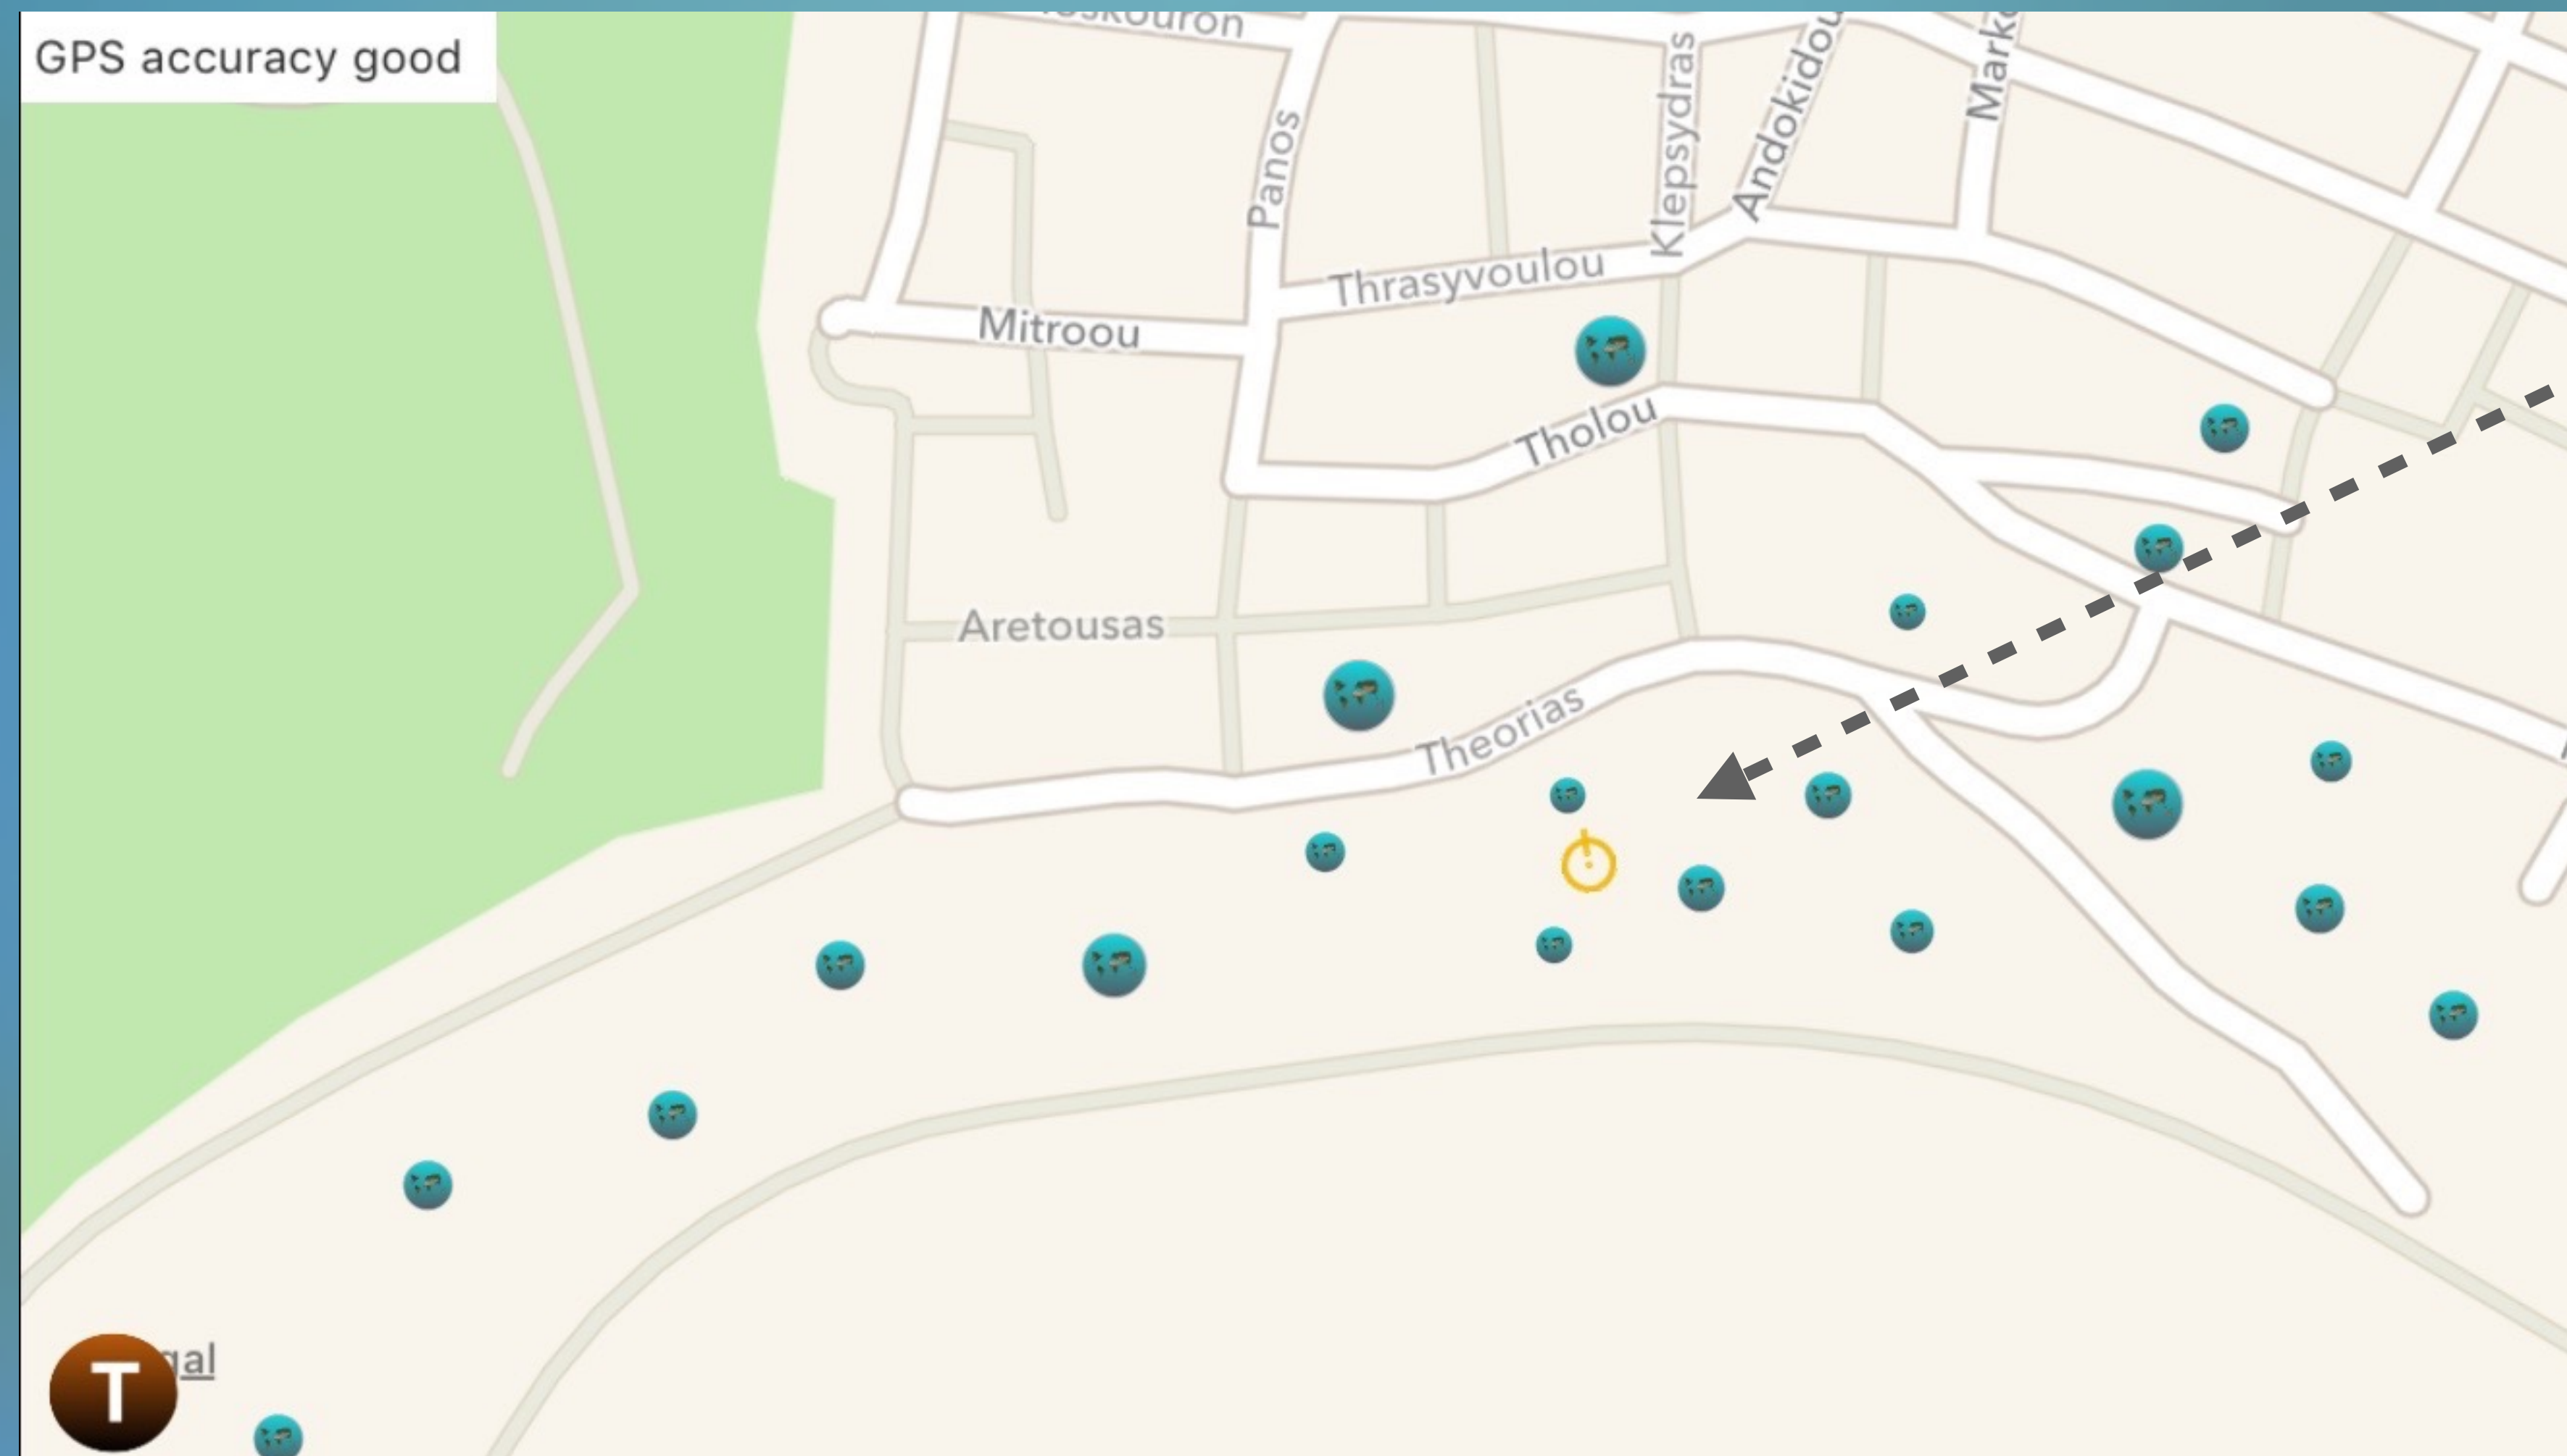 GPS accuracy good
Panos
Klepsydras
Andokidou
Thrasyvoulou
Mitroou
Tholou
Aretousas
Theorias
T